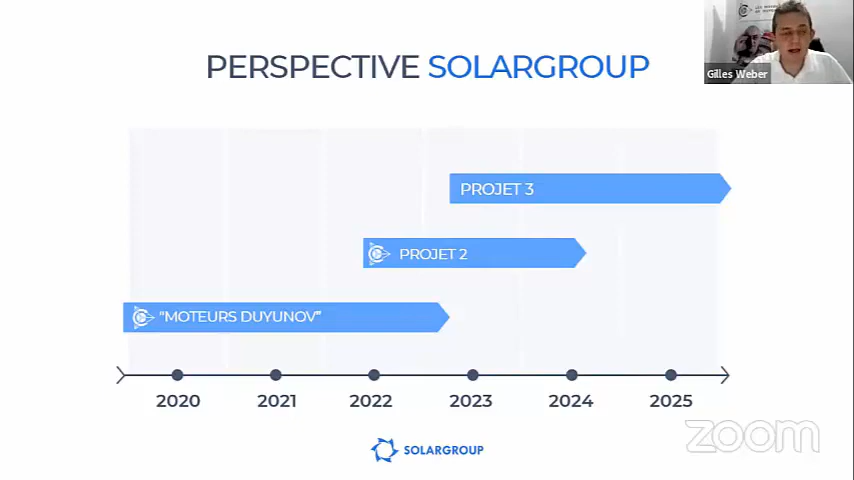 PERSPECTIVE SOLARGROUP
Gilles Weber
PROJET 3
PROJET 2
"MOTEURS DUYUNOV"
2020 2021 2022 2023 2024 2025
SOLARGROUP
zoom